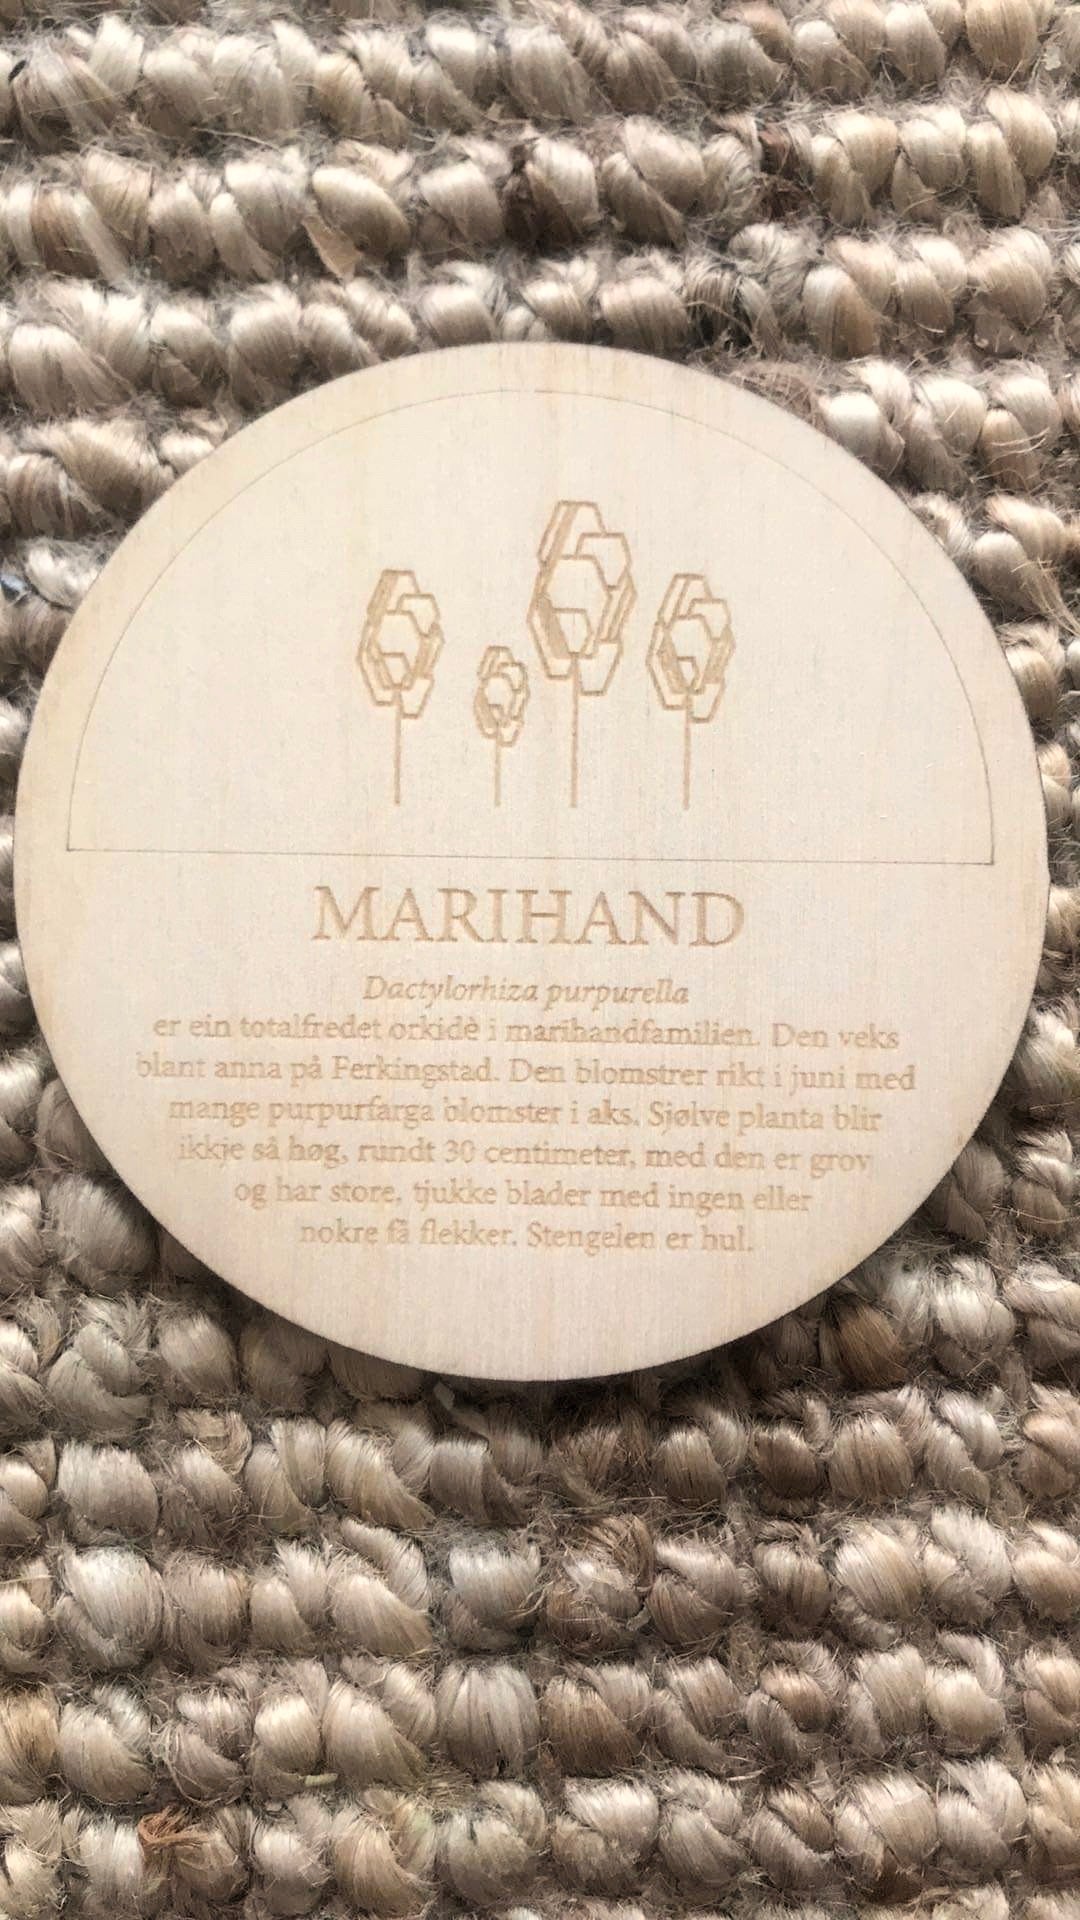 MARIHAND
Dactylorhiza purpurella
er ein totalfredet orkidè i marihandfamilien. Den veks
blant anna på Ferkingstad. Den blomstrer rikt i juni med
mange purpurfarga blomster i aks. Sjølve planta blir
ikkje så høg, rundt 30 centimeter, med den er grov
og har store, tjukke blader med ingen eller
nokre få flekker. Stengelen er hul.